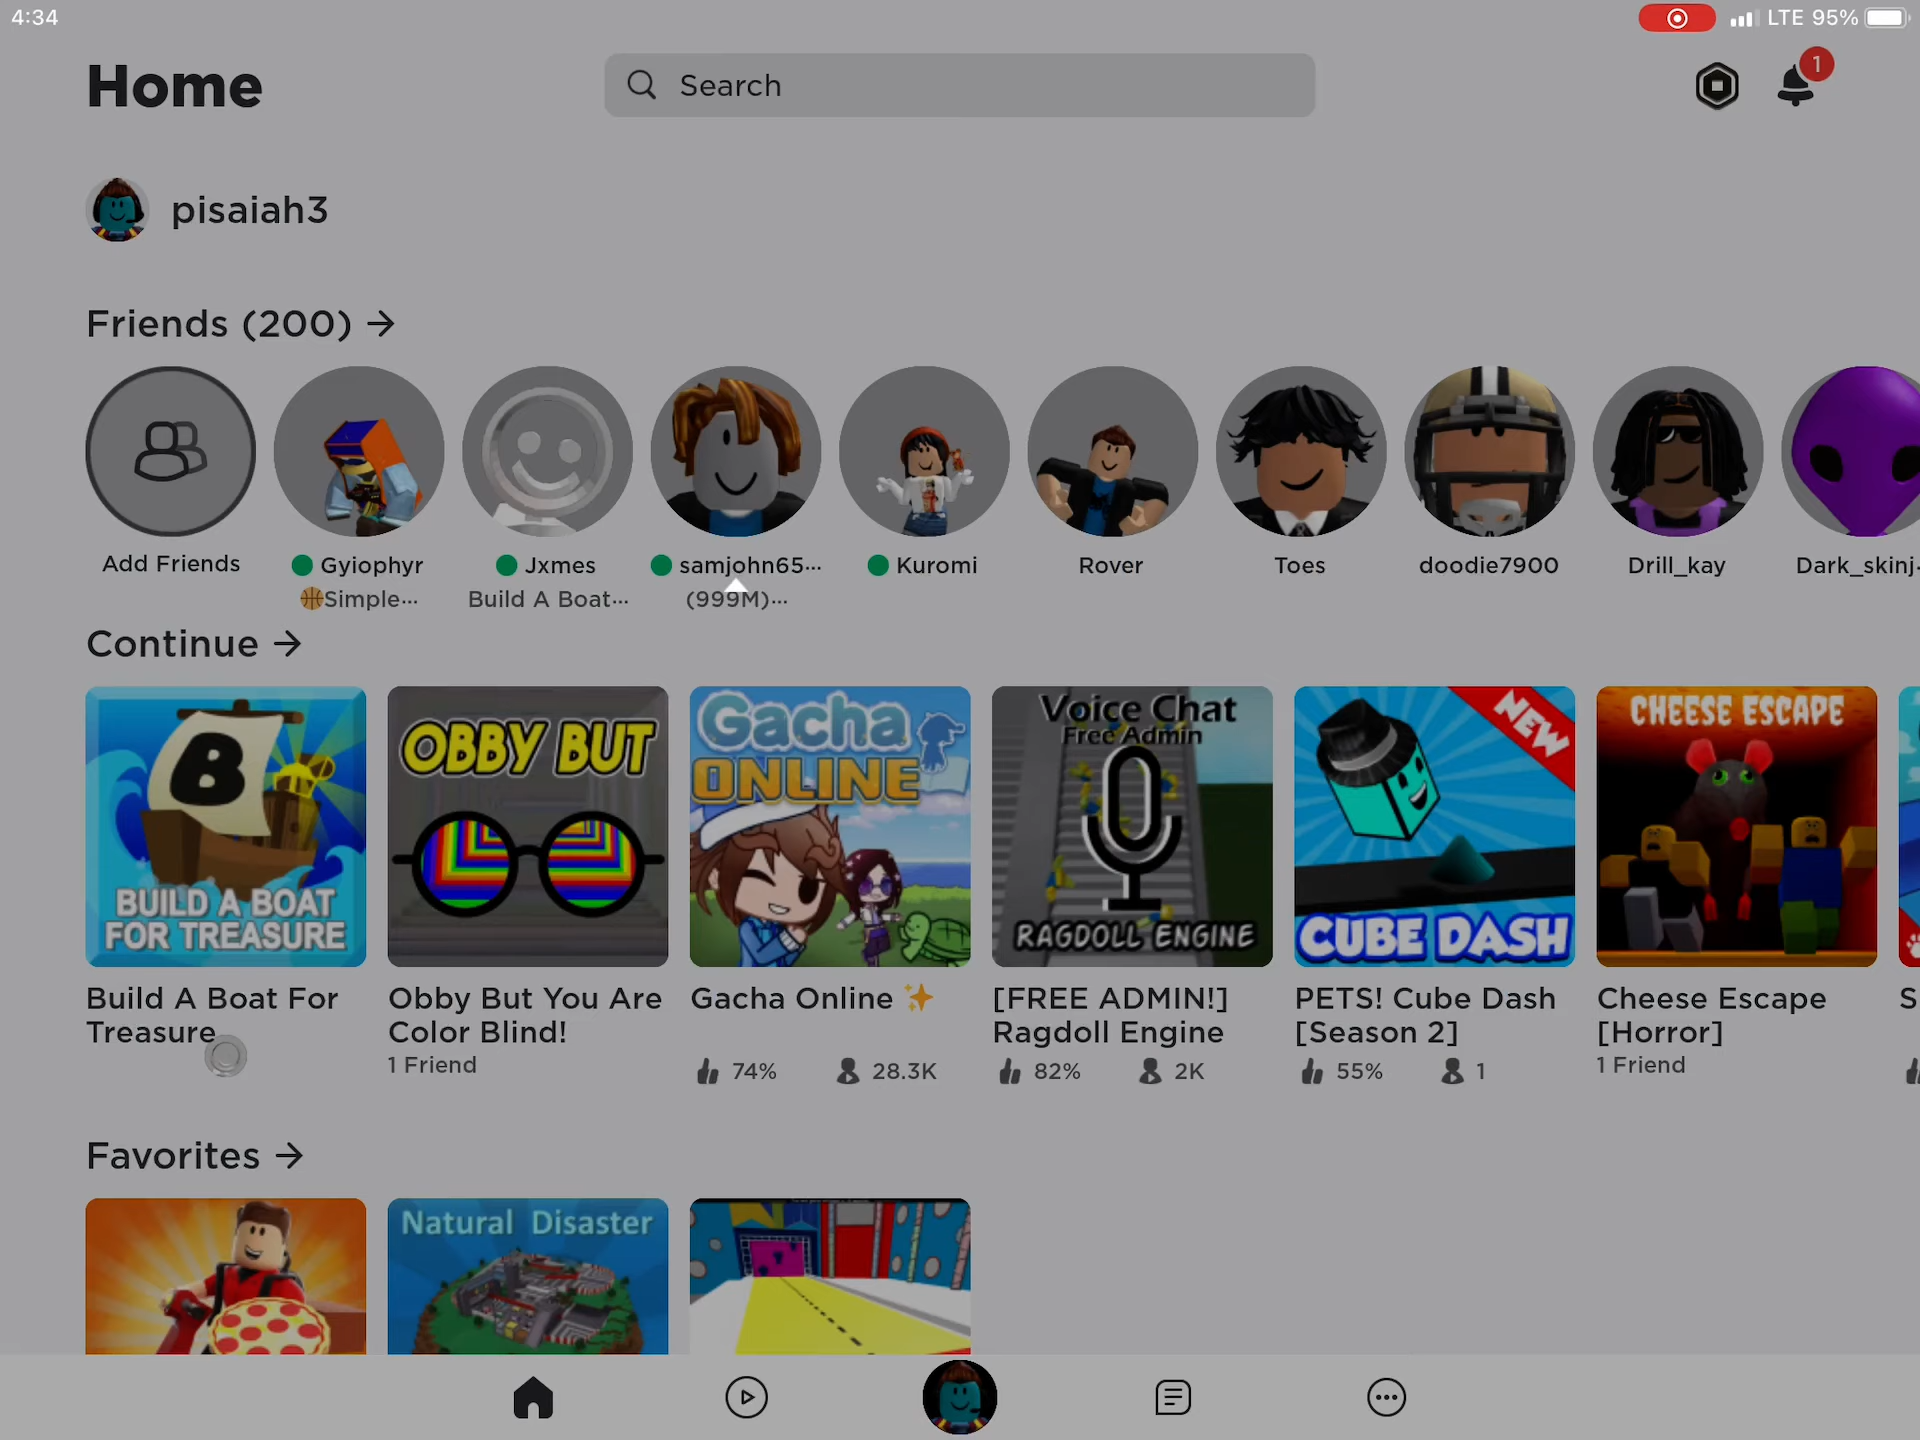 4:34
LTE 95%
Home
Search
1
pisaiah3
Friends (200) →
Add Friends
Gyiophyr
🏀Simple...
Jxmes
Build A Boat...
samjohn65...
(999M)...
Kuromi
Rover
Toes
doodie7900
Drill_kay
Dark_skinj
Continue →
B
BUILD A BOAT
FOR TREASURE
OBBY BUT
Gacha
ONLINE
Voice Chat
Free Admin
RAGDOLL ENGINE
NEW
CUBE DASH
CHEESE ESCAPE
Build A Boat For
Treasure
Obby But You Are
Color Blind!
1 Friend
Gacha Online ✨
74% 28.3K
[FREE ADMIN!]
Ragdoll Engine
82% 2K
PETS! Cube Dash
[Season 2]
55% 1
Cheese Escape
[Horror]
1 Friend
S
Favorites →
Natural Disaster